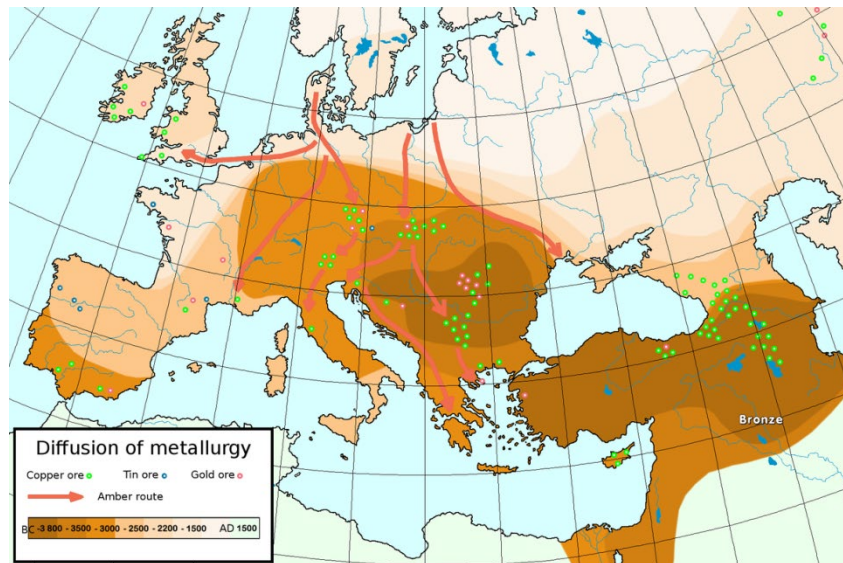 Bronze
Diffusion of metallurgy
Copper ore Tin ore Gold ore
Amber route
BC -3 800 - 3500 - 3000 - 2500 - 2200 - 1500 AD 1500